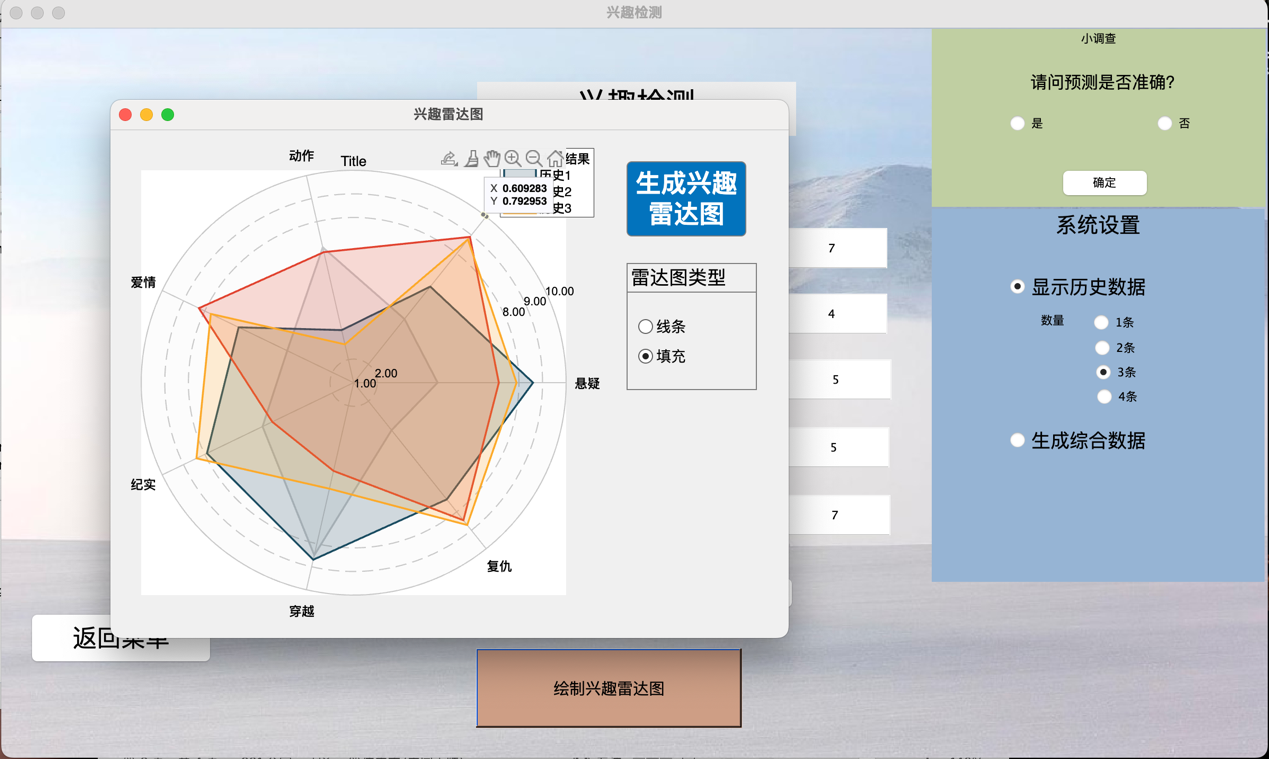 兴趣检测
兴趣检测
兴趣雷达图
动作
Title
结果
历史1
史2
史3
X 0.609283
Y 0.792953
爱情
10.00
9.00
8.00
2.00
1.00
悬疑
纪实
复仇
穿越
生成兴趣
雷达图
雷达图类型
线条
填充
7
4
5
5
7
小调查
请问预测是否准确?
是
否
确定
系统设置
显示历史数据
数量
1条
2条
3条
4条
生成综合数据
返回菜单
绘制兴趣雷达图